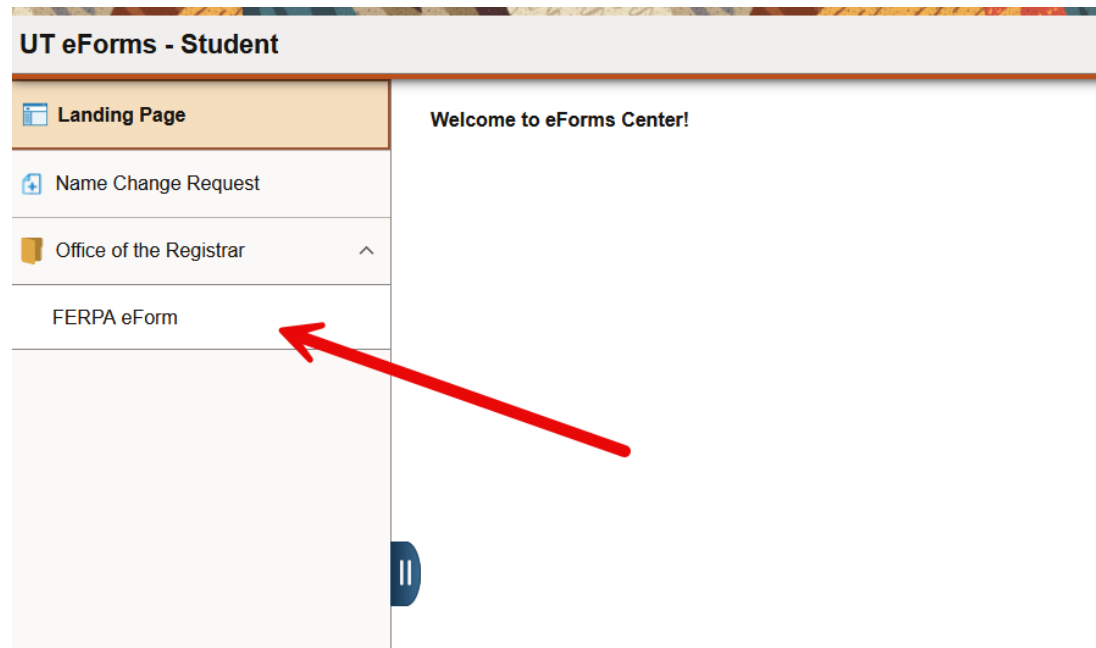 UT eForms - Student
Landing Page
Welcome to eForms Center!
Name Change Request
Office of the Registrar
FERPA eForm